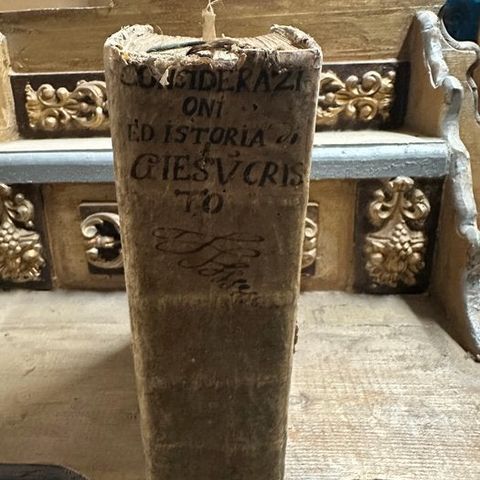 CONSIDERAZI
ONI
ED ISTORIA di
GIESV CRIS
TO